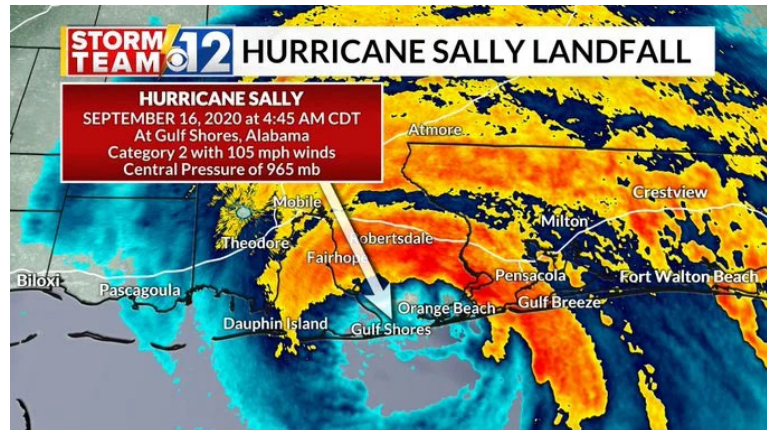 STORM
TEAM 12
HURRICANE SALLY LANDFALL
HURRICANE SALLY
SEPTEMBER 16, 2020 at 4:45 AM CDT
At Gulf Shores, Alabama
Category 2 with 105 mph winds
Central Pressure of 965 mb
Atmore
Crestview
Mobile
Milton
Theodore
Robertsdale
Fairhope
Biloxi
Pascagoula
Pensacola
Fort Walton Beach
Orange Beach
Gulf Breeze
Dauphin Island
Gulf Shores